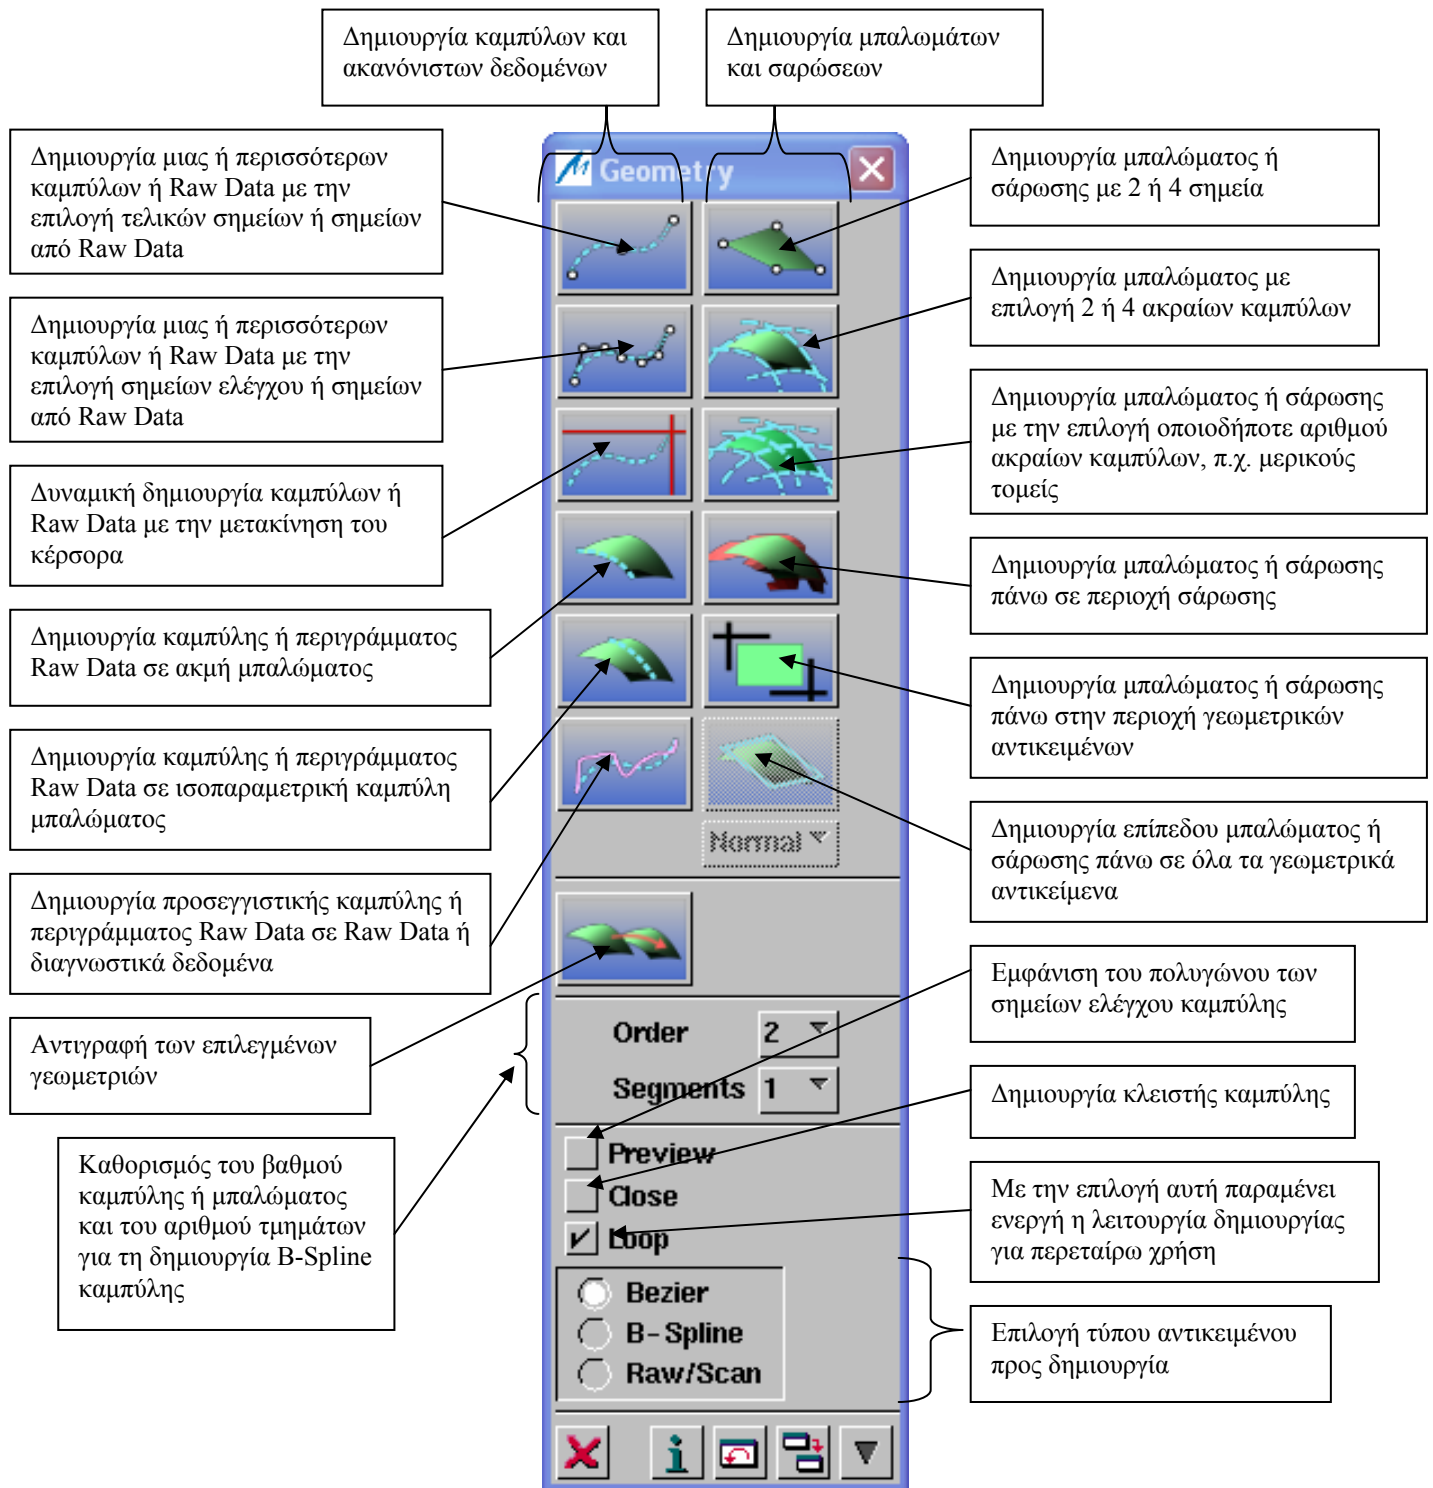 Δημιουργία καμπύλων και
ακανόνιστων δεδομένων
Δημιουργία μπαλωμάτων
και σαρώσεων
Δημιουργία μιας ή περισσότερων
καμπύλων ή Raw Data με την
επιλογή τελικών σημείων ή σημείων
από Raw Data
Δημιουργία μιας ή περισσότερων
καμπύλων ή Raw Data με την
επιλογή σημείων ελέγχου ή σημείων
από Raw Data
Δυναμική δημιουργία καμπύλων ή
Raw Data με την μετακίνηση του
κέρσορα
Δημιουργία καμπύλης ή περιγράμματος
Raw Data σε ακμή μπαλώματος
Δημιουργία καμπύλης ή περιγράμματος
Raw Data σε ισοπαραμετρική καμπύλη
μπαλώματος
Δημιουργία προσεγγιστικής καμπύλης ή
περιγράμματος Raw Data σε Raw Data ή
διαγνωστικά δεδομένα
Αντιγραφή των επιλεγμένων
γεωμετριών
Καθορισμός του βαθμού
καμπύλης ή μπαλώματος
και του αριθμού τμημάτων
για τη δημιουργία B-Spline
καμπύλης
Geometry
Normal
Order 2
Segments 1
Preview
Close
Loop
Bezier
B-Spline
Raw/Scan
Δημιουργία μπαλώματος ή
σάρωσης με 2 ή 4 σημεία
Δημιουργία μπαλώματος με
επιλογή 2 ή 4 ακραίων καμπύλων
Δημιουργία μπαλώματος ή σάρωσης
με την επιλογή οποιοδήποτε αριθμού
ακραίων καμπύλων, π.χ. μερικούς
τομείς
Δημιουργία μπαλώματος ή σάρωσης
πάνω σε περιοχή σάρωσης
Δημιουργία μπαλώματος ή σάρωσης
πάνω στην περιοχή γεωμετρικών
αντικειμένων
Δημιουργία επίπεδου μπαλώματος ή
σάρωσης πάνω σε όλα τα γεωμετρικά
αντικείμενα
Εμφάνιση του πολυγώνου των
σημείων ελέγχου καμπύλης
Δημιουργία κλειστής καμπύλης
Με την επιλογή αυτή παραμένει
ενεργή η λειτουργία δημιουργίας
για περεταίρω χρήση
Επιλογή τύπου αντικειμένου
προς δημιουργία